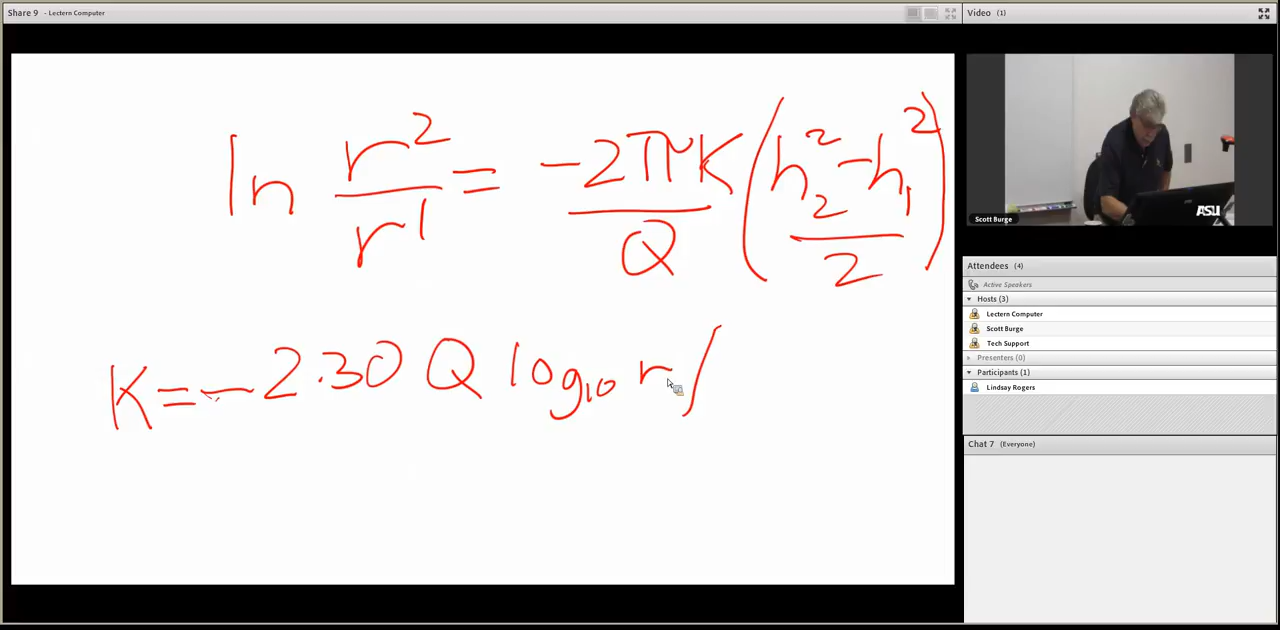 Share 9 - Lectern Computer
Video (1)
ln r2/r1 = -2πK/Q ((h₂² - h₁²)/2)
K = -2.30 Q log₁₀ r/
Scott Burge
ASU
Attendees (4)
Active Speakers
Hosts (3)
Lectern Computer
Scott Burge
Tech Support
Presenters (0)
Participants (1)
Lindsay Rogers
Chat 7 (Everyone)